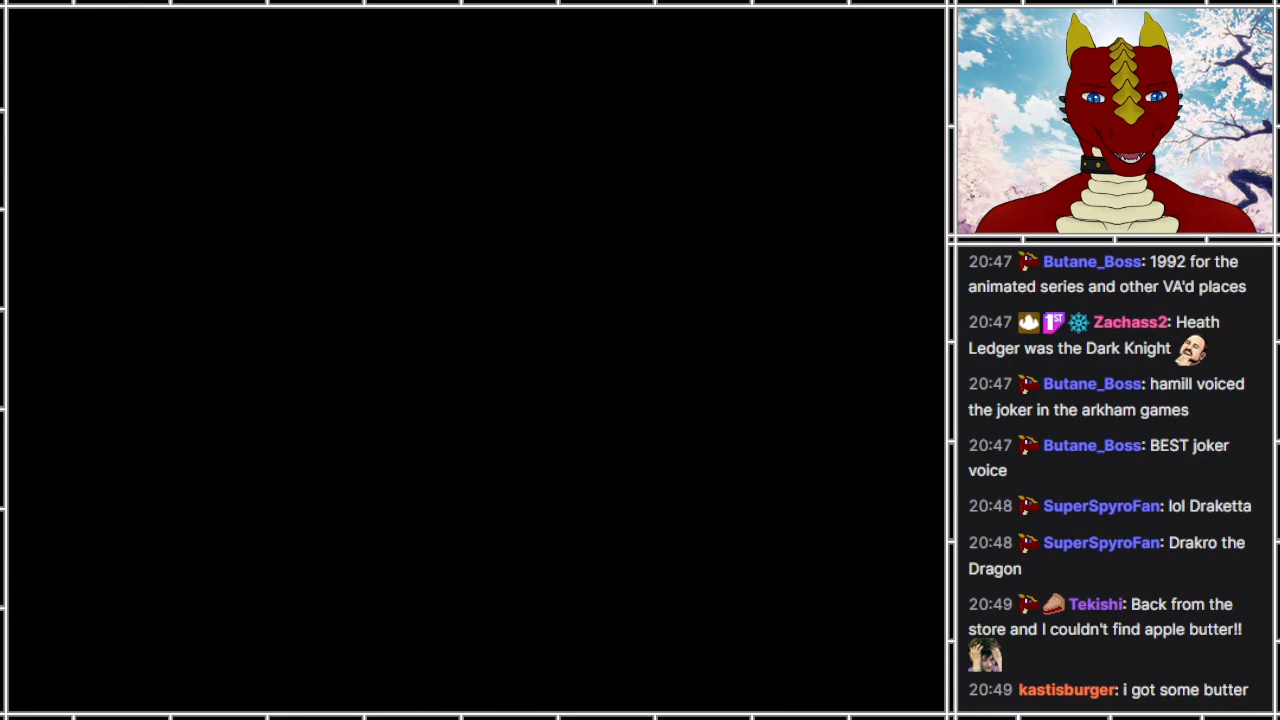 20:47 Butane_Boss: 1992 for the
animated series and other VA'd places
20:47 1ST Zachass2: Heath
Ledger was the Dark Knight
20:47 Butane_Boss: hamill voiced
the joker in the arkham games
20:47 Butane_Boss: BEST joker
voice
20:48 SuperSpyroFan: lol Draketta
20:48 SuperSpyroFan: Drakro the
Dragon
20:49 Tekishi: Back from the
store and I couldn't find apple butter!!
20:49 kastisburger: i got some butter